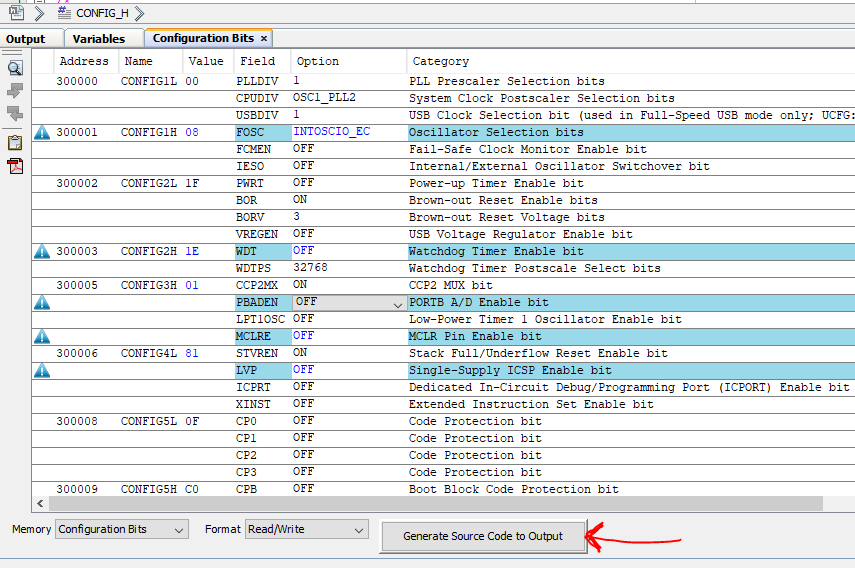 CONFIG_H
Output Variables Configuration Bits ×
Address Name Value Field Option Category
300000 CONFIG1L 00 PLLDIV 1 PLL Prescaler Selection bits
CPUDIV OSC1_PLL2 System Clock Postscaler Selection bits
USBDIV 1 USB Clock Selection bit (used in Full-Speed USB mode only; UCFG:
300001 CONFIG1H 08 FOSC INTOSCIO_EC Oscillator Selection bits
FCMEN OFF Fail-Safe Clock Monitor Enable bit
IESO OFF Internal/External Oscillator Switchover bit
300002 CONFIG2L 1F PWRT OFF Power-up Timer Enable bit
BOR ON Brown-out Reset Enable bits
BORV 3 Brown-out Reset Voltage bits
VREGEN OFF USB Voltage Regulator Enable bit
300003 CONFIG2H 1E WDT OFF Watchdog Timer Enable bit
WDTPS 32768 Watchdog Timer Postscale Select bits
300005 CONFIG3H 01 CCP2MX ON CCP2 MUX bit
PBADEN OFF PORTB A/D Enable bit
LPT1OSC OFF Low-Power Timer 1 Oscillator Enable bit
MCLRE OFF MCLR Pin Enable bit
300006 CONFIG4L 81 STVREN ON Stack Full/Underflow Reset Enable bit
LVP OFF Single-Supply ICSP Enable bit
ICPRT OFF Dedicated In-Circuit Debug/Programming Port (ICPORT) Enable bit
XINST OFF Extended Instruction Set Enable bit
300008 CONFIG5L 0F CP0 OFF Code Protection bit
CP1 OFF Code Protection bit
CP2 OFF Code Protection bit
CP3 OFF Code Protection bit
300009 CONFIG5H C0 CPB OFF Boot Block Code Protection bit
Memory Configuration Bits Format Read/Write Generate Source Code to Output